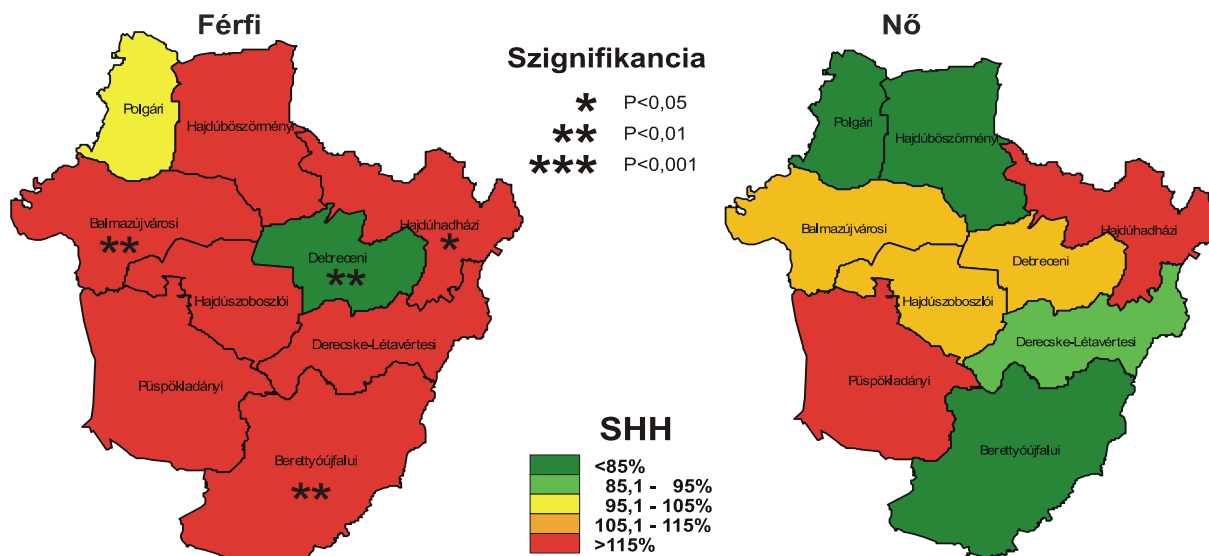 Férfi
Polgári
Hajdúböszörményi
Balmazújvárosi
**
Hajdúhadházi
*
Debreceni
**
Hajdúszoboszlói
Derecske-Létavértesi
Püspökladányi
Berettyóújfalui
**
Szignifikancia
* P<0,05
** P<0,01
*** P<0,001
SHH
<85%
85,1 - 95%
95,1 - 105%
105,1 - 115%
>115%
Nő
Polgári
Hajdúböszörményi
Balmazújvárosi
Hajdúhadházi
Debreceni
Hajdúszoboszlói
Derecske-Létavértesi
Püspökladányi
Berettyóújfalui